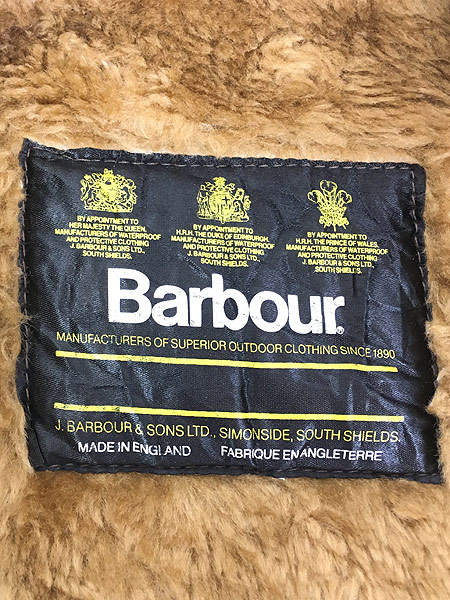 BY APPOINTMENT TO
HER MAJESTY THE QUEEN,
MANUFACTURERS OF WATERPROOF
AND PROTECTIVE CLOTHING
J. BARBOUR & SONS LTD.,
SOUTH SHIELDS.
BY APPOINTMENT TO
H.R.H. THE DUKE OF EDINBURGH,
MANUFACTURERS OF WATERPROOF
AND PROTECTIVE CLOTHING
J. BARBOUR & SONS LTD.,
SOUTH SHIELDS.
BY APPOINTMENT TO
H.R.H. THE PRINCE OF WALES,
MANUFACTURERS OF WATERPROOF
AND PROTECTIVE CLOTHING
J. BARBOUR & SONS LTD.,
SOUTH SHIELDS.
Barbour®
MANUFACTURERS OF SUPERIOR OUTDOOR CLOTHING SINCE 1890
J. BARBOUR & SONS LTD., SIMONSIDE, SOUTH SHIELDS.
MADE IN ENGLAND FABRIQUE EN ANGLETERRE